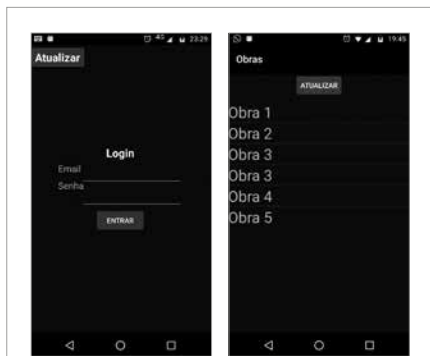 4G 23:29
Atualizar
Login
Email
Senha
ENTRAR
19:45
Obras
ATUALIZAR
Obra 1
Obra 2
Obra 3
Obra 3
Obra 4
Obra 5